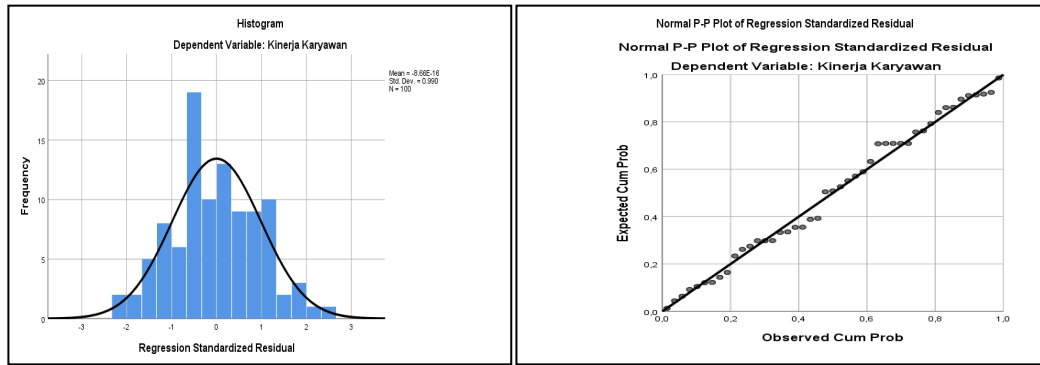 Histogram
Dependent Variable: Kinerja Karyawan
Mean = -8.66E-16
Std. Dev. = 0.990
N = 100
20
15
10
5
0
Frequency
-3 -2 -1 0 1 2 3
Regression Standardized Residual
Normal P-P Plot of Regression Standardized Residual
Normal P-P Plot of Regression Standardized Residual
Dependent Variable: Kinerja Karyawan
1,0
0,8
0,6
0,4
0,2
0,0
Expected Cum Prob
0,0 0,2 0,4 0,6 0,8 1,0
Observed Cum Prob